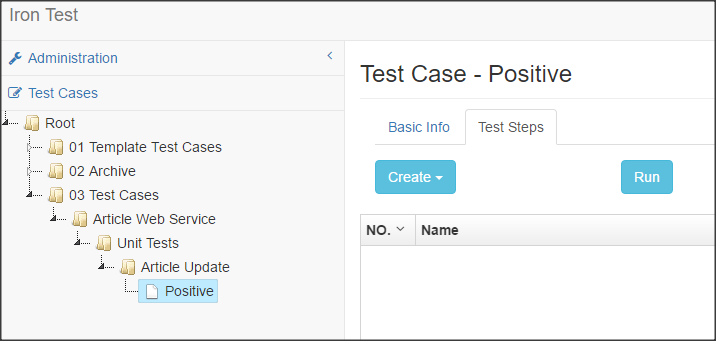 Iron Test
Administration
Test Cases
Root
01 Template Test Cases
02 Archive
03 Test Cases
Article Web Service
Unit Tests
Article Update
Positive
Test Case - Positive
Basic Info Test Steps
Create Run
NO. Name